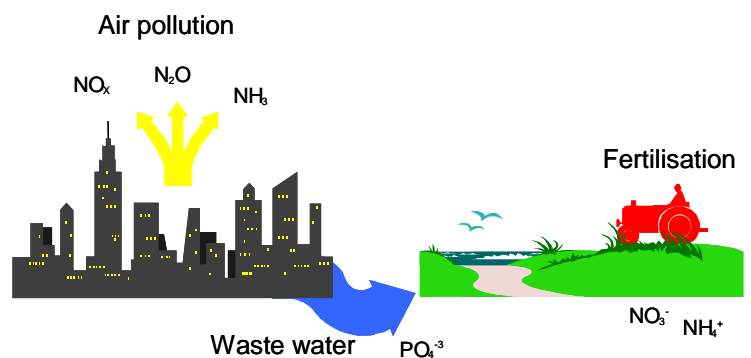 Air pollution
N₂O
NOₓ
NH₃
Fertilisation
NO₃⁻
NH₄⁺
Waste water
PO₄⁻³